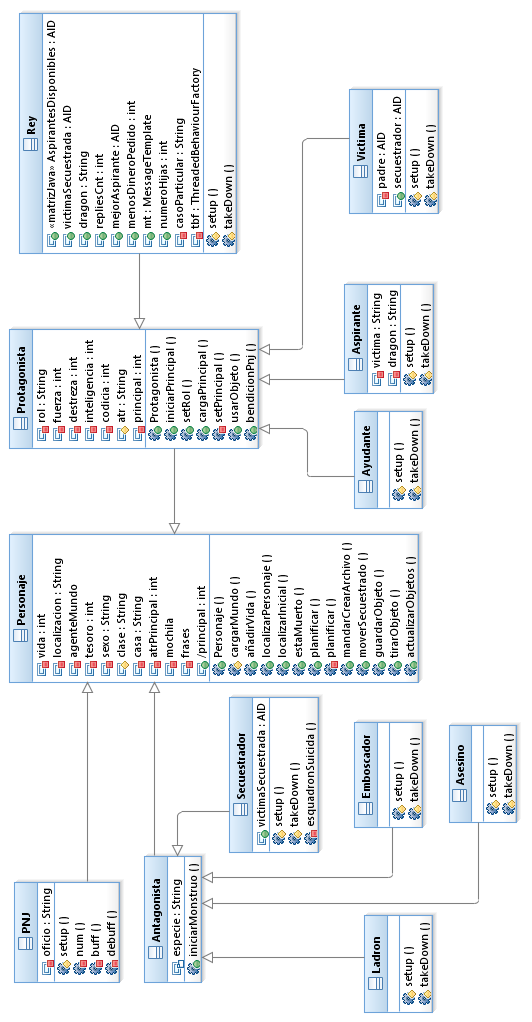 Rey
«matrizJava» AspirantesDisponibles : AID
victimaSecuestrada : AID
dragon : String
repliesCnt : int
mejorAspirante : AID
menosDineroPedido : int
mt : MessageTemplate
numeroHijas : int
casoParticular : String
tbf : ThreadedBehaviourFactory
setup ( )
takeDown ( )
Victima
padre : AID
secuestrador : AID
setup ( )
takeDown ( )
Protagonista
rol : String
fuerza : int
destreza : int
inteligencia : int
codicia : int
atr : String
principal : int
Protagonista ( )
iniciarPrincipal ( )
setRol ( )
cargaPrincipal ( )
setPrincipal ( )
usarObjeto ( )
bendicionPnj ( )
Aspirante
victima : String
dragon : String
setup ( )
takeDown ( )
Ayudante
setup ( )
takeDown ( )
Personaje
vida : int
localizacion : String
agenteMundo
tesoro : int
sexo : String
clase : String
casa : String
atrPrincipal : int
mochila
frases
/principal : int
Personaje ( )
cargarMundo ( )
añadirVida ( )
localizarPersonaje ( )
localizarInicial ( )
estaMuerto ( )
planificar ( )
planificar ( )
mandarCrearArchivo ( )
moverSecuestrado ( )
guardarObjeto ( )
tirarObjeto ( )
actualizarObjetos ( )
Secuestrador
victimaSecuestrada : AID
setup ( )
takeDown ( )
esquadronSuicida ( )
Emboscador
setup ( )
takeDown ( )
Asesino
setup ( )
takeDown ( )
PNJ
oficio : String
setup ( )
num ( )
buff ( )
debuff ( )
Antagonista
especie : String
iniciarMonstruo ( )
Ladron
setup ( )
takeDown ( )